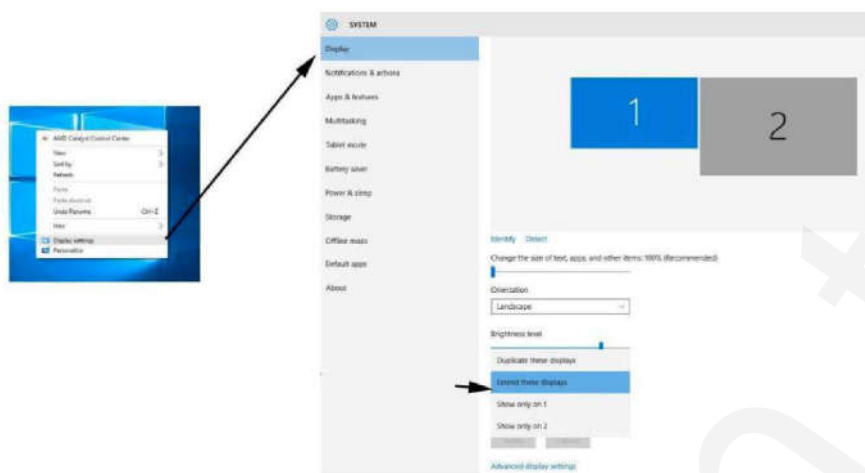 AMD Catalyst Control Center
View
Sort by
Refresh
Paste
Paste shortcut
Undo Rename Ctrl+Z
New
Display settings
Personalize
SYSTEM
Display
Notifications & actions
Apps & features
Multitasking
Tablet mode
Battery saver
Power & sleep
Storage
Offline maps
Default apps
About
1
2
Identify Detect
Change the size of text, apps, and other items: 100% (Recommended)
Orientation
Landscape
Brightness level
Duplicate these displays
Extend these displays
Show only on 1
Show only on 2
Advanced display settings